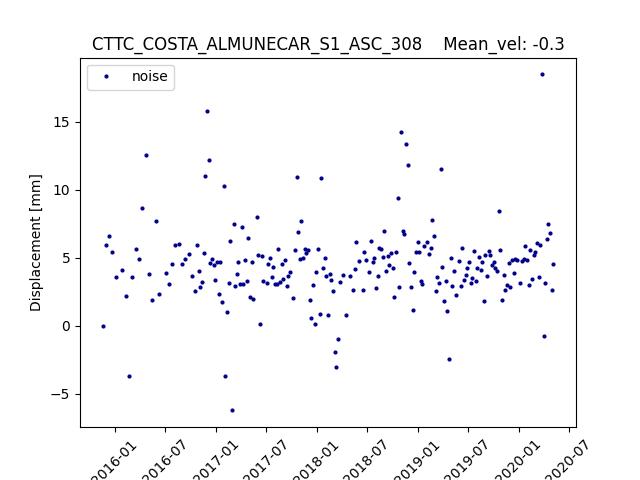 CTTC_COSTA_ALMUNECAR_S1_ASC_308 Mean_vel: -0.3
noise
Displacement [mm]
15
10
5
0
−5
2016-01 2016-07 2017-01 2017-07 2018-01 2018-07 2019-01 2019-07 2020-01 2020-07